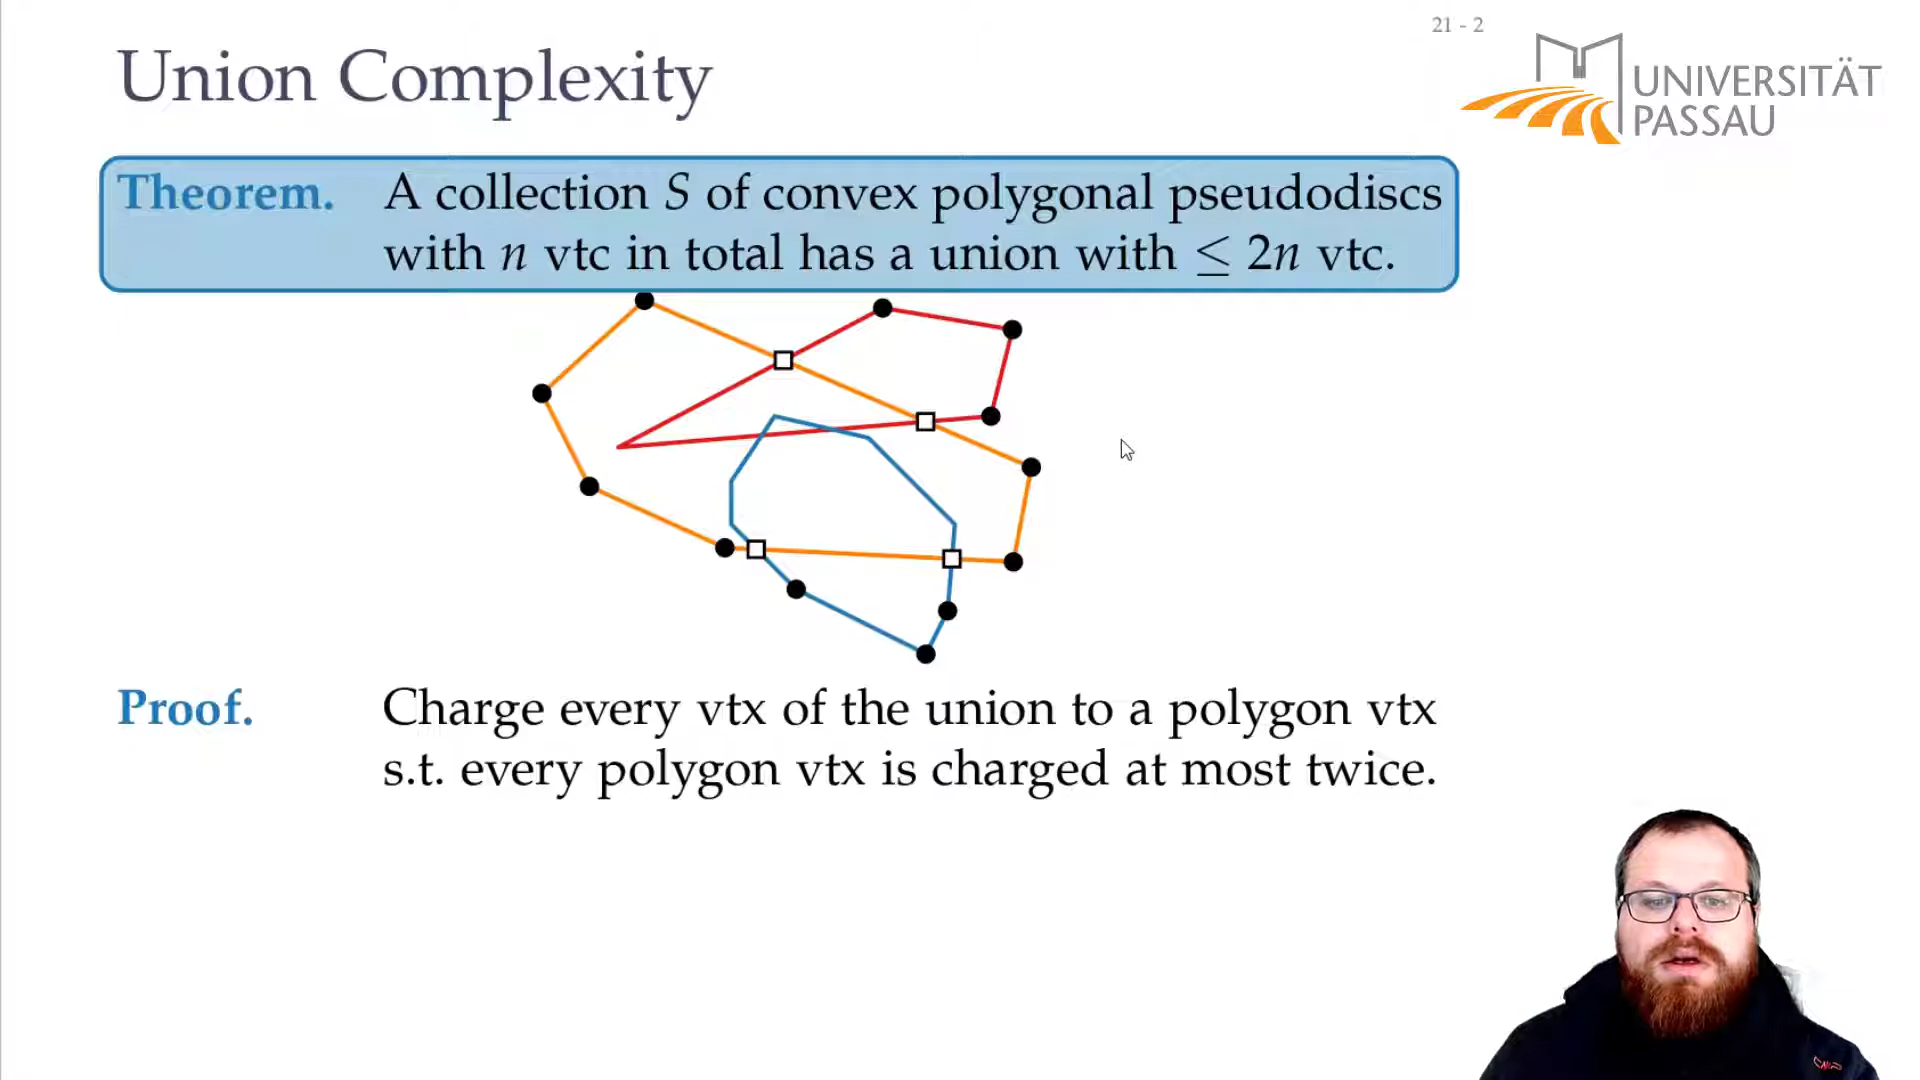 21 - 2
Union Complexity
UNIVERSITÄT
PASSAU
Theorem. A collection S of convex polygonal pseudodiscs
with n vtc in total has a union with ≤ 2n vtc.
Proof. Charge every vtx of the union to a polygon vtx
s.t. every polygon vtx is charged at most twice.